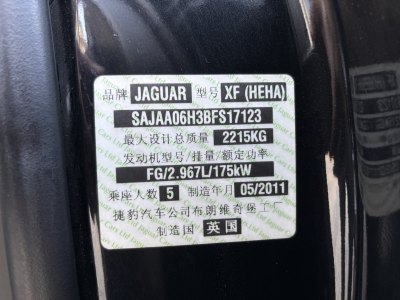 品牌 JAGUAR 型号 XF (HEHA)
SAJAA06H3BFS17123
最大设计总质量 2215KG
发动机型号/排量/额定功率
FG/2.967L/175kW
乘座人数 5 制造年月 05/2011
捷豹汽车公司布朗维奇堡工厂
制造国 英国